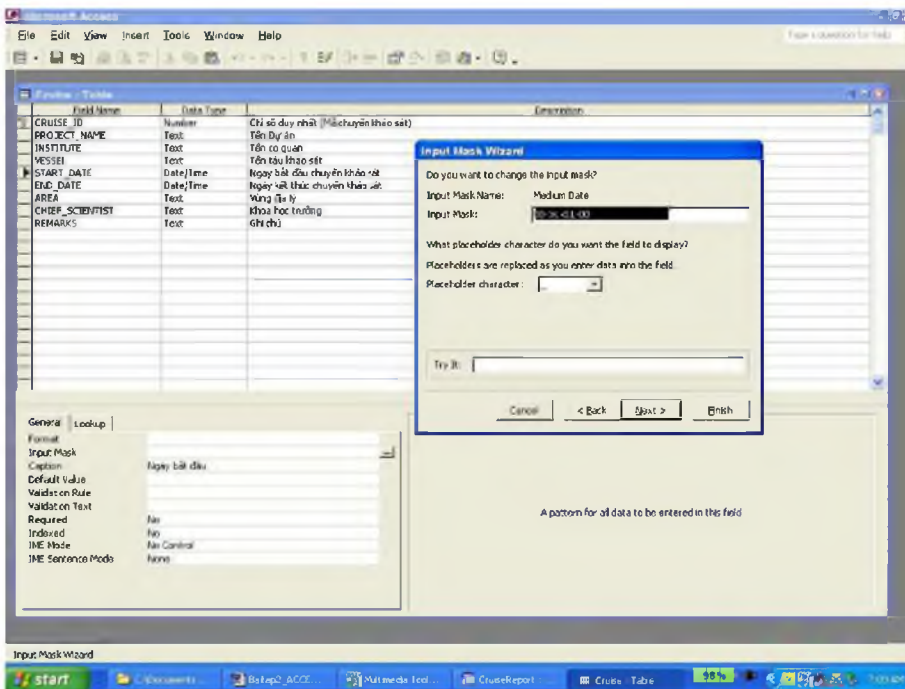 Microsoft Access
File Edit View Insert Tools Window Help
Type a question for help
Cruise : Table
Field Name Data Type Description
CRUISE_ID Number Chỉ số duy nhất (Mã chuyến khảo sát)
PROJECT_NAME Text Tên Dự án
INSTITUTE Text Tên cơ quan
VESSEL Text Tên tàu khảo sát
START_DATE Date/Time Ngày bắt đầu chuyến khảo sát
END_DATE Date/Time Ngày kết thúc chuyến khảo sát
AREA Text Vùng địa lý
CHIEF_SCIENTIST Text Khoa học trưởng
REMARKS Text Ghi chú
Input Mask Wizard
Do you want to change the input mask?
Input Mask Name: Medium Date
Input Mask:
What placeholder character do you want the field to display?
Placeholders are replaced as you enter data into the field.
Placeholder character: _
Try It:
Cancel < Back Next > Finish
General Lookup
Format
Input Mask
Caption Ngày bắt đầu
Default Value
Validation Rule
Validation Text
Required No
Indexed No
IME Mode No Control
IME Sentence Mode None
A pattern for all data to be entered in this field
Input Mask Wizard
start Baitap2_ACCE... Multimedia Tool... CruiseReport Cruise : Table 98%